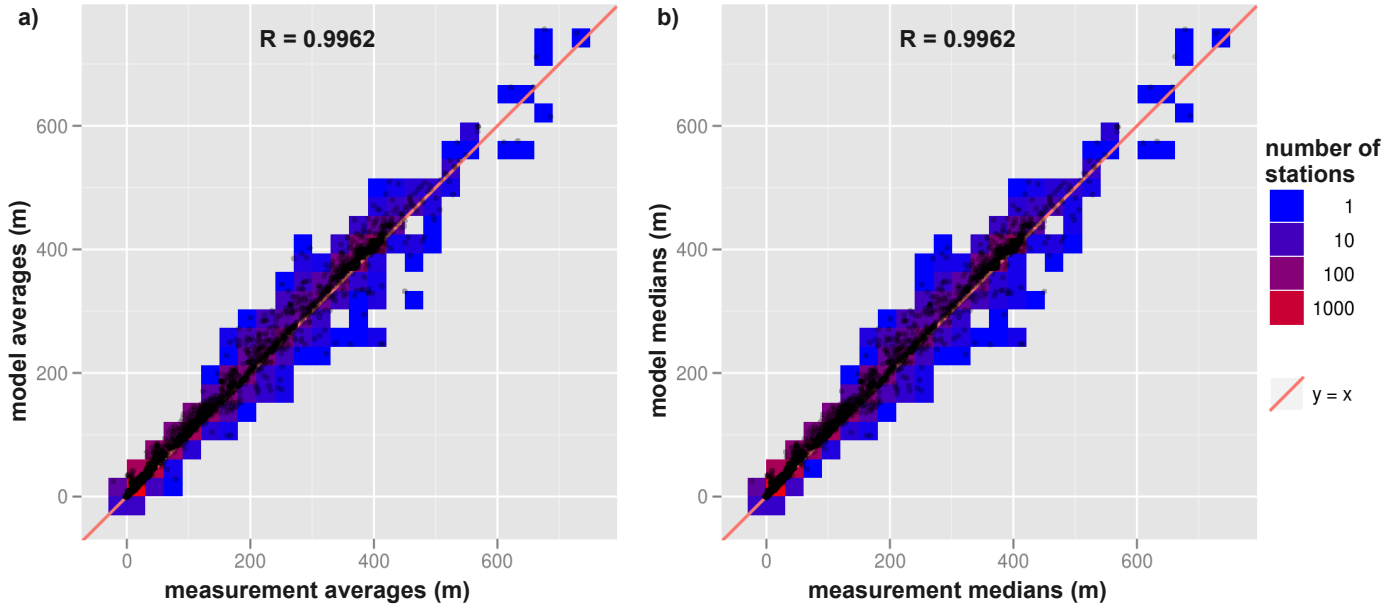 a)
R = 0.9962
600
400
200
0
0
200
400
600
model averages (m)
measurement averages (m)
b)
R = 0.9962
600
400
200
0
0
200
400
600
model medians (m)
measurement medians (m)
number of
stations
1
10
100
1000
y = x